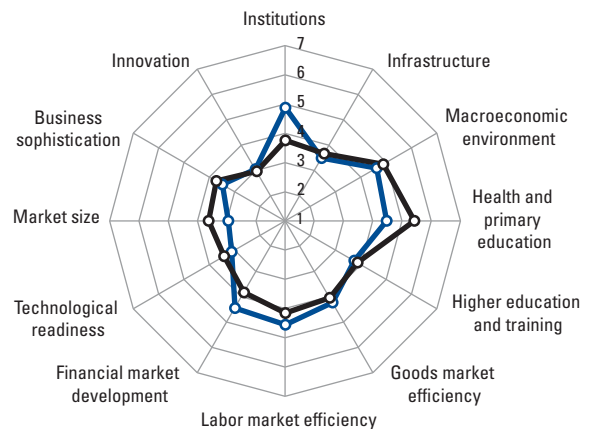 Institutions
Infrastructure
Macroeconomic
environment
Health and
primary
education
Higher education
and training
Goods market
efficiency
Labor market efficiency
Financial market
development
Technological
readiness
Market size
Business
sophistication
Innovation
7
6
5
4
3
2
1